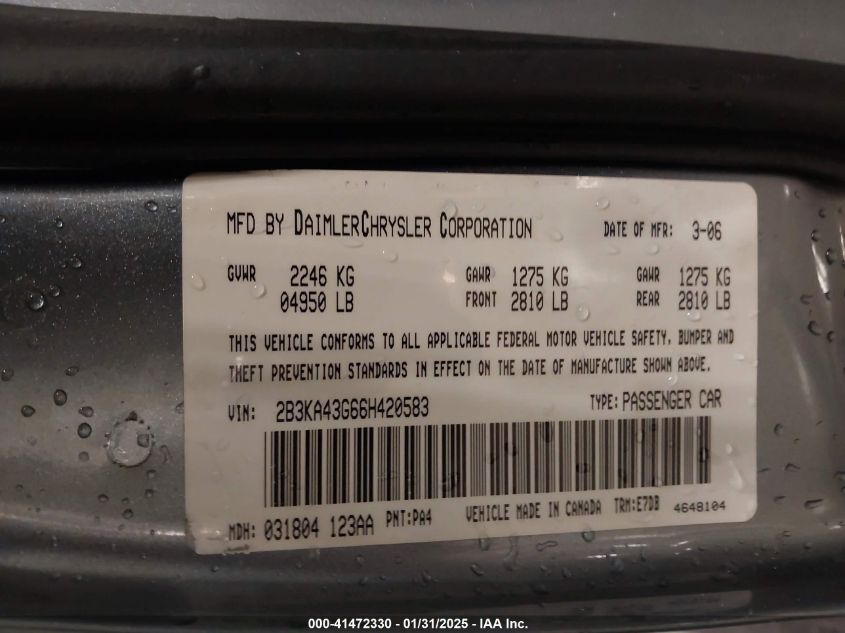 MFD BY DAIMLERCHRYSLER CORPORATION DATE OF MFR: 3-06
GVWR 2246 KG GAWR 1275 KG GAWR 1275 KG
04950 LB FRONT 2810 LB REAR 2810 LB
THIS VEHICLE CONFORMS TO ALL APPLICABLE FEDERAL MOTOR VEHICLE SAFETY, BUMPER AND
THEFT PREVENTION STANDARDS IN EFFECT ON THE DATE OF MANUFACTURE SHOWN ABOVE.
VIN: 2B3KA43G66H420583 TYPE: PASSENGER CAR
MDH: 031804 123AA PNT:PA4 VEHICLE MADE IN CANADA TRM:E7DB 4648104
000-41472330 - 01/31/2025 - IAA Inc.